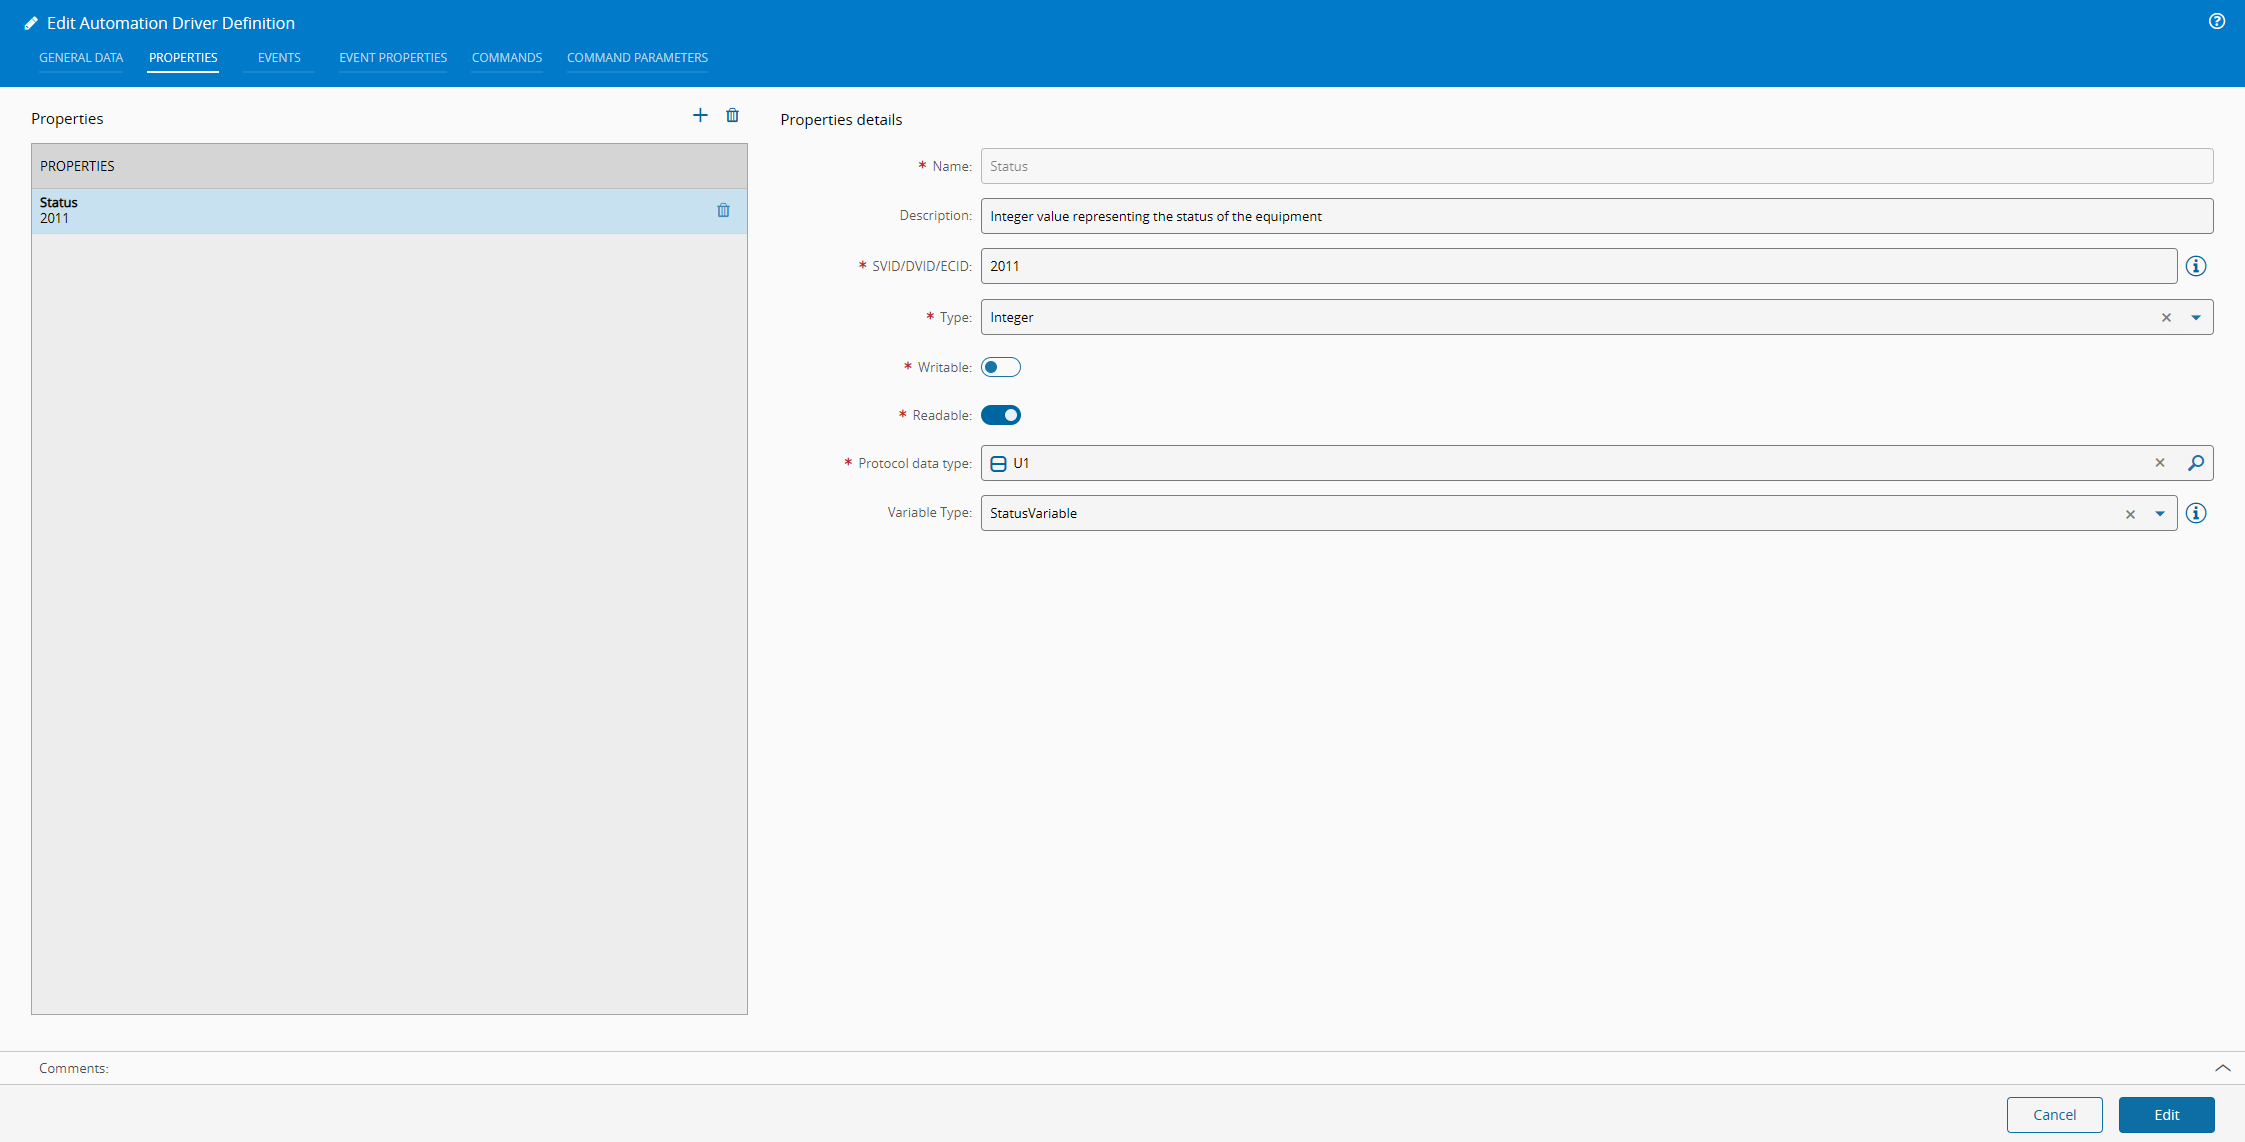 Edit Automation Driver Definition
GENERAL DATA PROPERTIES EVENTS EVENT PROPERTIES COMMANDS COMMAND PARAMETERS
Properties
PROPERTIES
Status
2011
Properties details
* Name: Status
Description: Integer value representing the status of the equipment
* SVID/DVID/ECID: 2011
* Type: Integer
* Writable:
* Readable:
* Protocol data type: U1
Variable Type: StatusVariable
Comments:
Cancel Edit